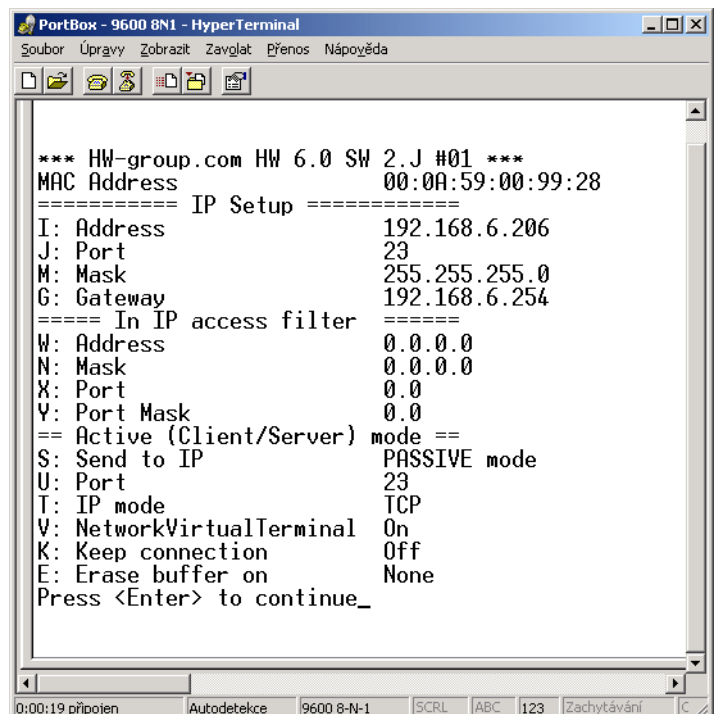 PortBox - 9600 8N1 - HyperTerminal
Soubor Úpravy Zobrazit Zavolat Přenos Nápověda
*** HW-group.com HW 6.0 SW 2.J #01 ***
MAC Address 00:0A:59:00:99:28
=========== IP Setup ============
I: Address 192.168.6.206
J: Port 23
M: Mask 255.255.255.0
G: Gateway 192.168.6.254
===== In IP access filter ======
W: Address 0.0.0.0
N: Mask 0.0.0.0
X: Port 0.0
Y: Port Mask 0.0
== Active (Client/Server) mode ==
S: Send to IP PASSIVE mode
U: Port 23
T: IP mode TCP
V: NetworkVirtualTerminal On
K: Keep connection Off
E: Erase buffer on None
Press <Enter> to continue_
0:00:19 připojen Autodetekce 9600 8-N-1 SCRL ABC 123 Zachytávání C